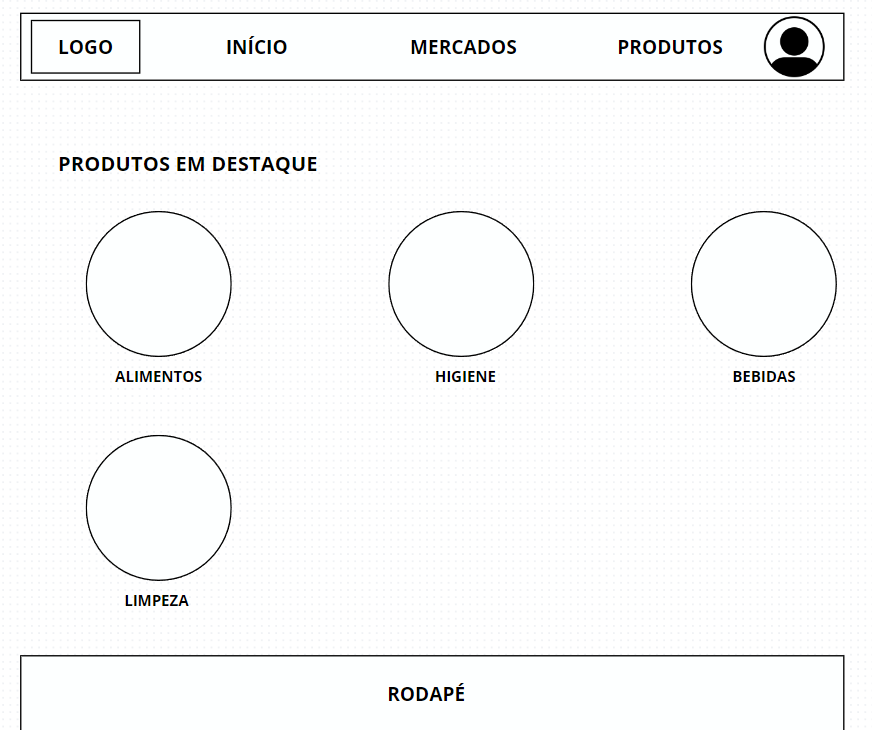 LOGO INÍCIO MERCADOS PRODUTOS
PRODUTOS EM DESTAQUE
ALIMENTOS HIGIENE BEBIDAS
LIMPEZA
RODAPÉ